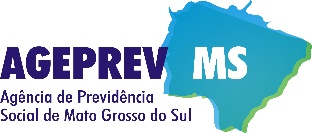 AGEPREV MS
Agência de Previdência
Social de Mato Grosso do Sul